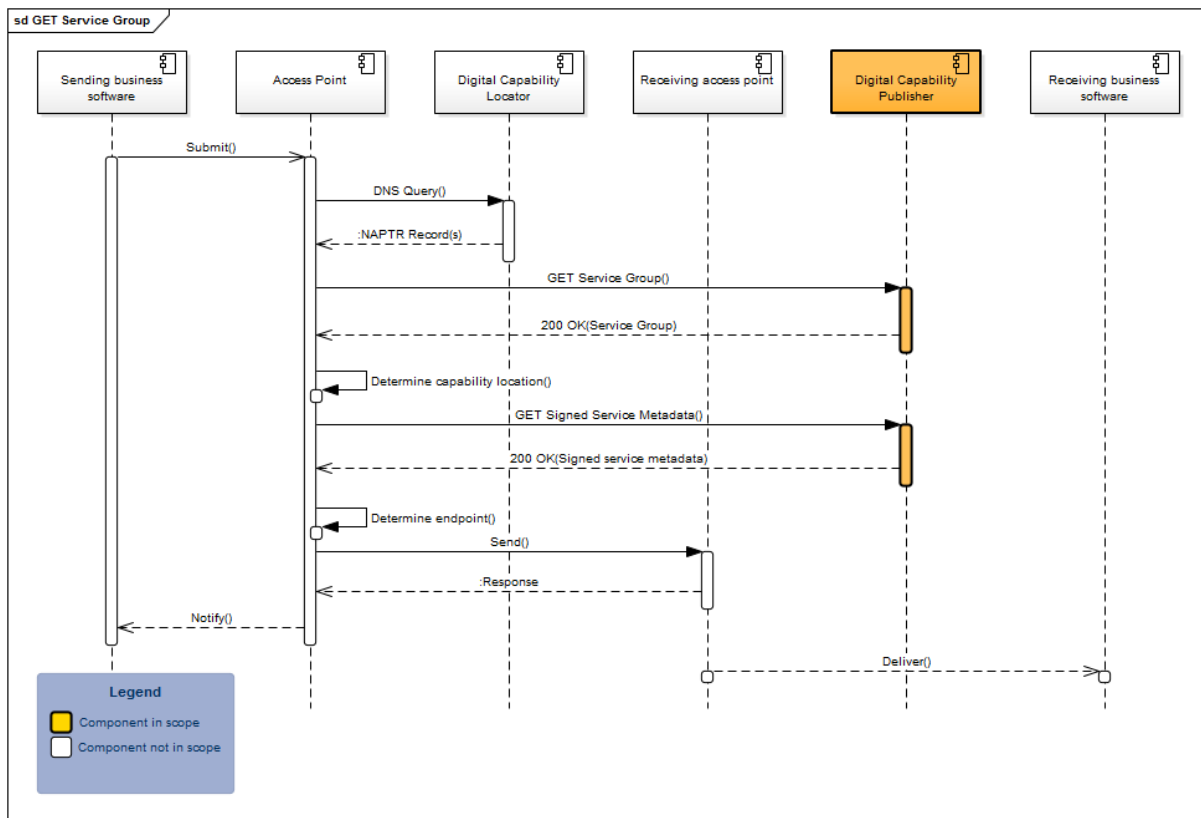 sd GET Service Group
Sending business
software
Access Point
Digital Capability
Locator
Receiving access point
Digital Capability
Publisher
Receiving business
software
Submit()
DNS Query()
:NAPTR Record(s)
GET Service Group()
200 OK(Service Group)
Determine capability location()
GET Signed Service Metadata()
200 OK(Signed service metadata)
Determine endpoint()
Send()
:Response
Notify()
Deliver()
Legend
Component in scope
Component not in scope